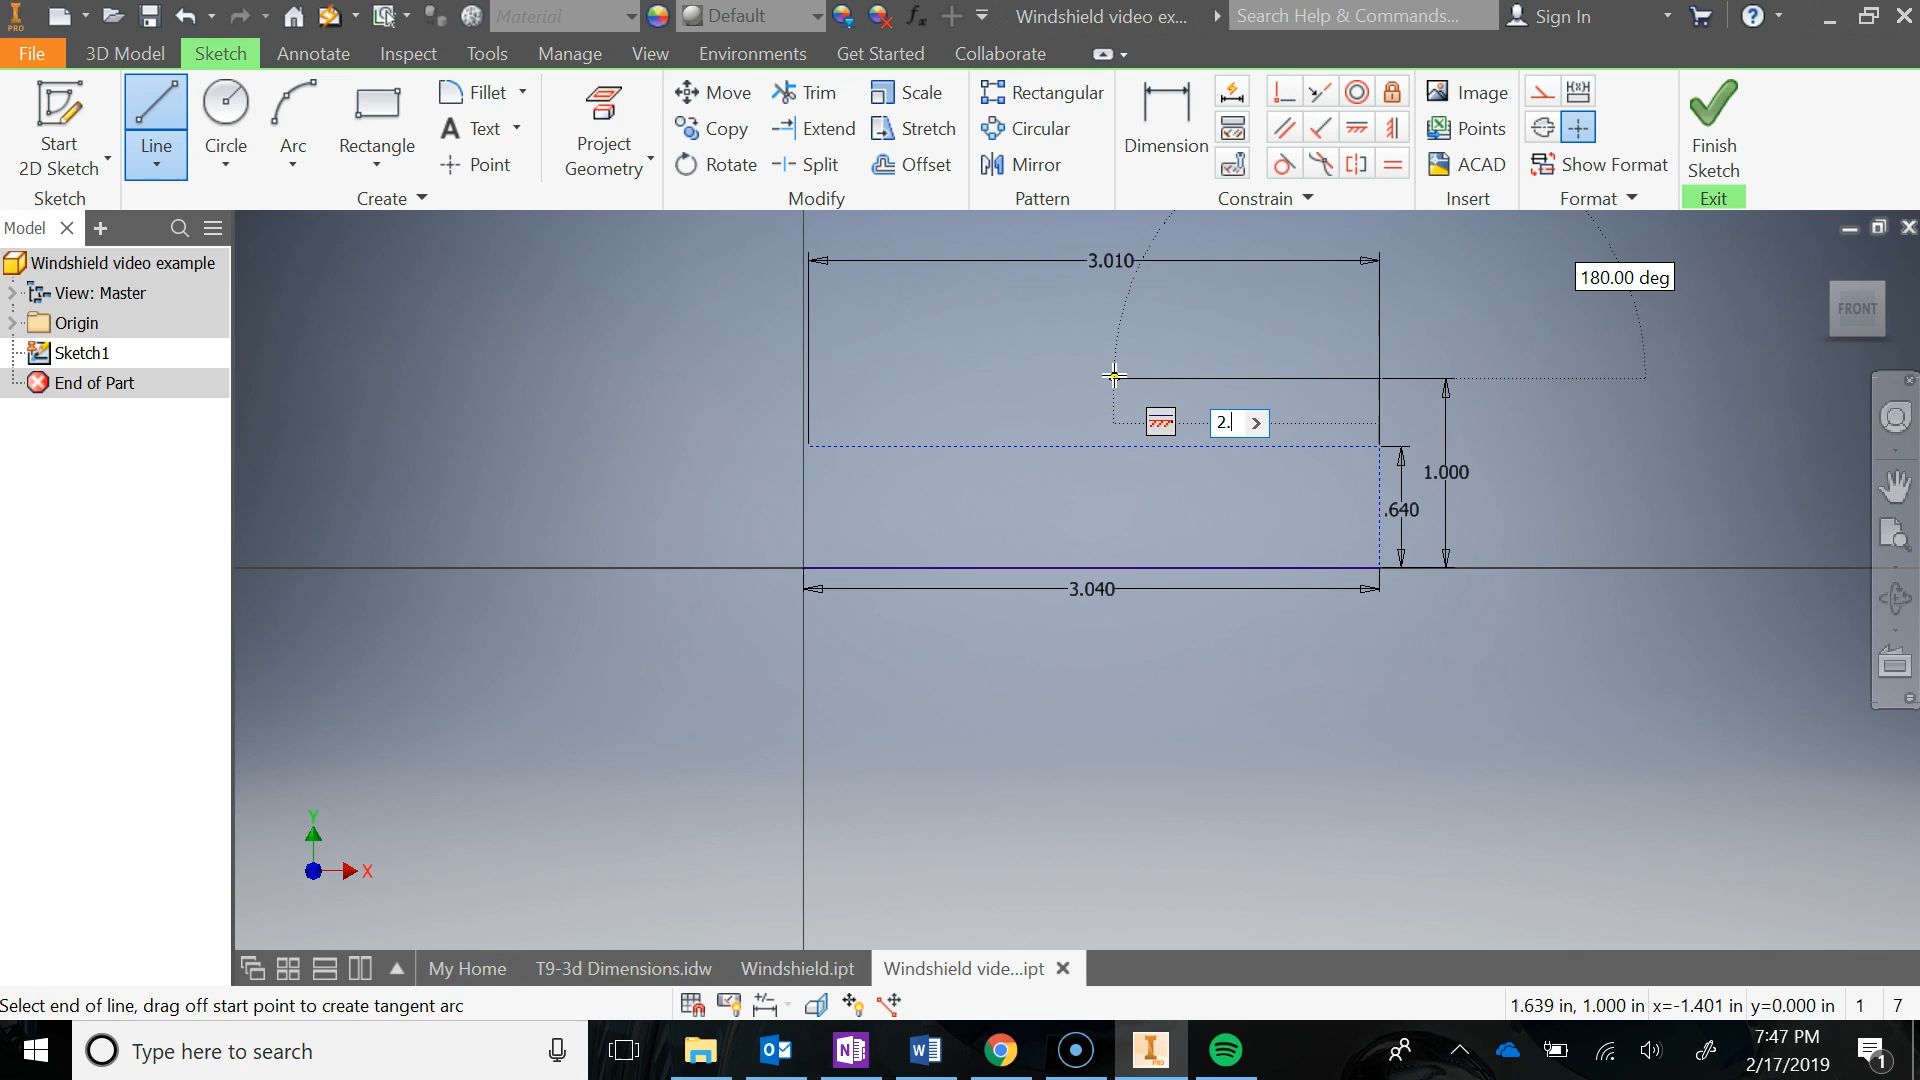 PRO Material Default fx Windshield video ex... Search Help & Commands... Sign In
File 3D Model Sketch Annotate Inspect Tools Manage View Environments Get Started Collaborate
Start 2D Sketch
Line
Circle
Arc
Rectangle
Fillet
Text
Point
Project Geometry
Move Trim Scale
Copy Extend Stretch
Rotate Split Offset
Rectangular
Circular
Mirror
Dimension
Image
Points
ACAD
Show Format
Finish Sketch
Sketch Create Modify Pattern Constrain Insert Format Exit
Model
Windshield video example
View: Master
Origin
Sketch1
End of Part
3.010
180.00 deg
FRONT
2.
1.000
.640
3.040
Y
X
My Home T9-3d Dimensions.idw Windshield.ipt Windshield vide...ipt
Select end of line, drag off start point to create tangent arc
1.639 in, 1.000 in x=-1.401 in y=0.000 in 1 7
Type here to search
7:47 PM
2/17/2019
1